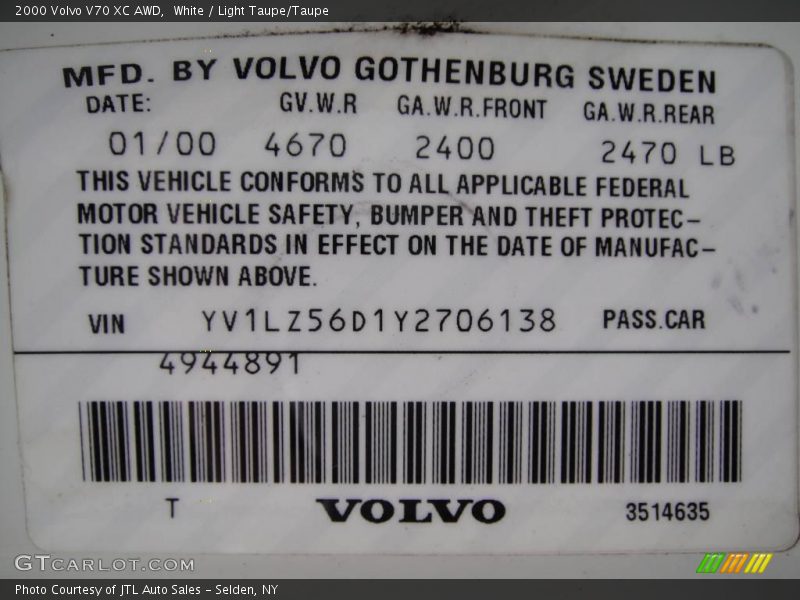 2000 Volvo V70 XC AWD, White / Light Taupe/Taupe
MFD. BY VOLVO GOTHENBURG SWEDEN
DATE: GV.W.R GA.W.R.FRONT GA.W.R.REAR
01/00 4670 2400 2470 LB
THIS VEHICLE CONFORMS TO ALL APPLICABLE FEDERAL
MOTOR VEHICLE SAFETY, BUMPER AND THEFT PROTEC-
TION STANDARDS IN EFFECT ON THE DATE OF MANUFAC-
TURE SHOWN ABOVE.
VIN YV1LZ56D1Y2706138 PASS.CAR
4944891
T VOLVO 3514635
GTCARLOT.COM
Photo Courtesy of JTL Auto Sales - Selden, NY